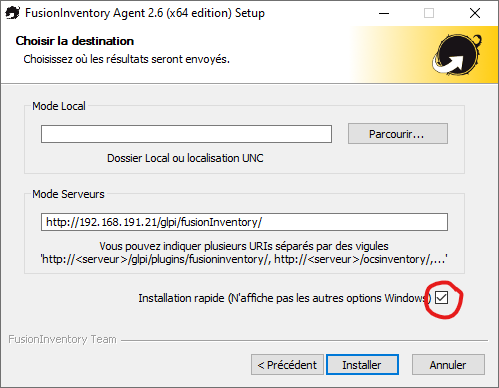 FusionInventory Agent 2.6 (x64 edition) Setup
Choisir la destination
Choisissez où les résultats seront envoyés.
Mode Local
Parcourir...
Dossier Local ou localisation UNC
Mode Serveurs
http://192.168.191.21/glpi/fusionInventory/
Vous pouvez indiquer plusieurs URIs séparés par des vigules
'http://<serveur>/glpi/plugins/fusioninventory/, http://<serveur>/ocsinventory/,...'
Installation rapide (N'affiche pas les autres options Windows)
FusionInventory Team
< Précédent
Installer
Annuler